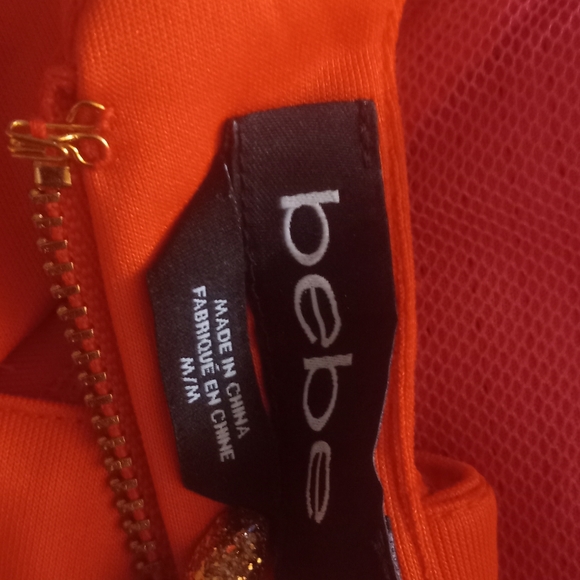 bebe
MADE IN CHINA
FABRIQUÉ EN CHINE
M/M